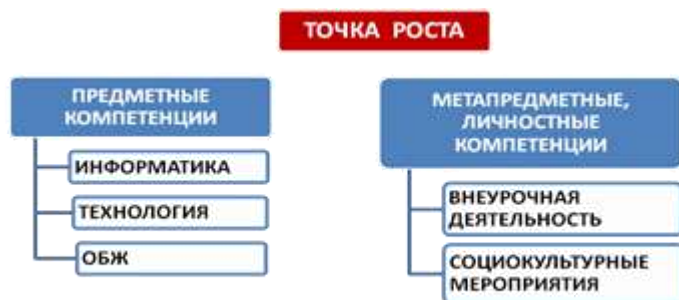 ТОЧКА РОСТА
ПРЕДМЕТНЫЕ
КОМПЕТЕНЦИИ
ИНФОРМАТИКА
ТЕХНОЛОГИЯ
ОБЖ
МЕТАПРЕДМЕТНЫЕ,
ЛИЧНОСТНЫЕ
КОМПЕТЕНЦИИ
ВНЕУРОЧНАЯ
ДЕЯТЕЛЬНОСТЬ
СОЦИОКУЛЬТУРНЫЕ
МЕРОПРИЯТИЯ